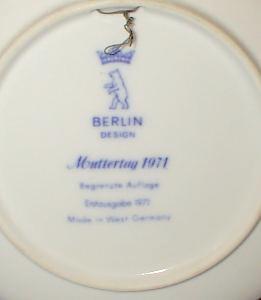 BERLIN
DESIGN
Muttertag 1971
Begrenzte Auflage
Erstausgabe 1971
Made in West Germany